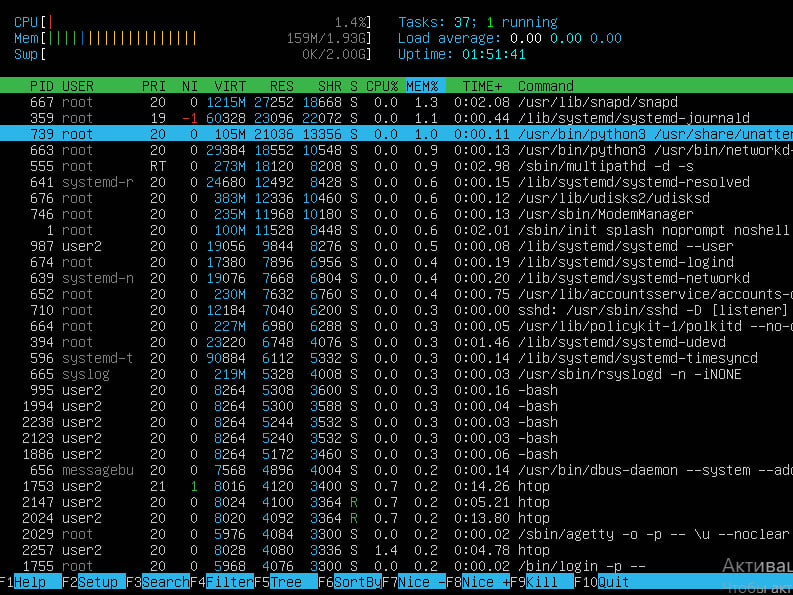 CPU[| 1.4%] Tasks: 37; 1 running
Mem[||||||||||||||||||| 159M/1.93G] Load average: 0.00 0.00 0.00
Swp[ 0K/2.00G] Uptime: 01:51:41
PID USER PRI NI VIRT RES SHR S CPU% MEM% TIME+ Command
667 root 20 0 1215M 27252 18668 S 0.0 1.3 0:02.08 /usr/lib/snapd/snapd
359 root 19 -1 60328 23096 22072 S 0.0 1.1 0:00.44 /lib/systemd/systemd-journald
739 root 20 0 105M 21036 13356 S 0.0 1.0 0:00.11 /usr/bin/python3 /usr/share/unatter
663 root 20 0 29384 18552 10548 S 0.0 0.9 0:00.13 /usr/bin/python3 /usr/bin/networkd-
555 root RT 0 273M 18120 8208 S 0.0 0.9 0:02.98 /sbin/multipathd -d -s
641 systemd-r 20 0 24680 12492 8428 S 0.0 0.6 0:00.15 /lib/systemd/systemd-resolved
676 root 20 0 383M 12336 10460 S 0.0 0.6 0:00.12 /usr/lib/udisks2/udisksd
746 root 20 0 235M 11968 10180 S 0.0 0.6 0:00.13 /usr/sbin/ModemManager
1 root 20 0 100M 11528 8448 S 0.0 0.6 0:02.01 /sbin/init splash noprompt noshell
987 user2 20 0 19056 9844 8276 S 0.0 0.5 0:00.08 /lib/systemd/systemd --user
674 root 20 0 17380 7896 6956 S 0.0 0.4 0:00.19 /lib/systemd/systemd-logind
639 systemd-n 20 0 19076 7668 6804 S 0.0 0.4 0:00.20 /lib/systemd/systemd-networkd
652 root 20 0 230M 7632 6760 S 0.0 0.4 0:00.75 /usr/lib/accountsservice/accounts-d
710 root 20 0 12184 7040 6200 S 0.0 0.3 0:00.00 sshd: /usr/sbin/sshd -D [listener]
664 root 20 0 227M 6980 6288 S 0.0 0.3 0:00.05 /usr/lib/policykit-1/polkitd --no-d
394 root 20 0 23220 6748 4076 S 0.0 0.3 0:01.46 /lib/systemd/systemd-udevd
596 systemd-t 20 0 90884 6112 5332 S 0.0 0.3 0:00.14 /lib/systemd/systemd-timesyncd
665 syslog 20 0 219M 5328 4008 S 0.0 0.3 0:00.03 /usr/sbin/rsyslogd -n -iNONE
995 user2 20 0 8264 5308 3600 S 0.0 0.3 0:00.16 -bash
1994 user2 20 0 8264 5300 3588 S 0.0 0.3 0:00.04 -bash
2238 user2 20 0 8264 5244 3532 S 0.0 0.3 0:00.03 -bash
2123 user2 20 0 8264 5240 3532 S 0.0 0.3 0:00.03 -bash
1886 user2 20 0 8264 5172 3460 S 0.0 0.3 0:00.06 -bash
656 messagebu 20 0 7568 4896 4004 S 0.0 0.2 0:00.14 /usr/bin/dbus-daemon --system --add
1753 user2 21 1 8016 4120 3400 S 0.7 0.2 0:14.26 htop
2147 user2 20 0 8024 4100 3364 R 0.7 0.2 0:05.21 htop
2024 user2 20 0 8020 4092 3364 R 0.7 0.2 0:13.80 htop
2029 root 20 0 5976 4084 3300 S 0.0 0.2 0:00.02 /sbin/agetty -o -p -- \u --noclear
2257 user2 20 0 8028 4080 3336 S 1.4 0.2 0:04.78 htop
1755 root 20 0 5968 4076 3300 S 0.0 0.2 0:00.02 /bin/login -p --
Активац
F1Help F2Setup F3SearchF4FilterF5Tree F6SortByF7Nice -F8Nice +F9Kill F10Quit
Чтобы акт